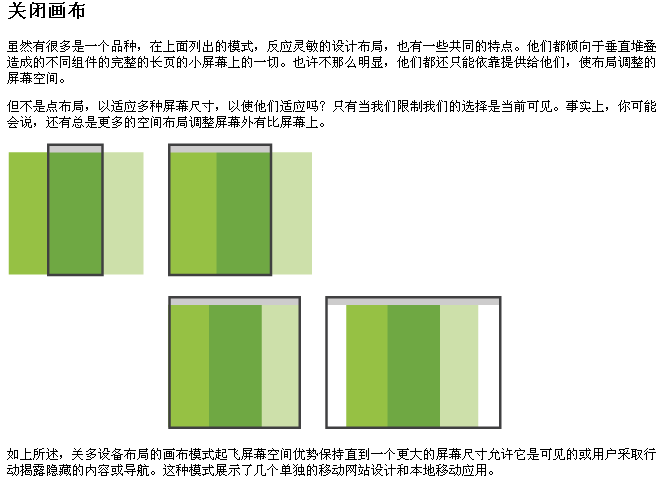 关闭画布
虽然有很多是一个品种，在上面列出的模式，反应灵敏的设计布局，也有一些共同的特点。他们都倾向于垂直堆叠
造成的不同组件的完整的长页的小屏幕上的一切。也许不那么明显，他们都还只能依靠提供给他们，使布局调整的
屏幕空间。
但不是点布局，以适应多种屏幕尺寸，以使他们适应吗？只有当我们限制我们的选择是当前可见。事实上，你可能
会说，还有总是更多的空间布局调整屏幕外有比屏幕上。
如上所述，关多设备布局的画布模式起飞屏幕空间优势保持直到一个更大的屏幕尺寸允许它是可见的或用户采取行
动揭露隐藏的内容或导航。这种模式展示了几个单独的移动网站设计和本地移动应用。